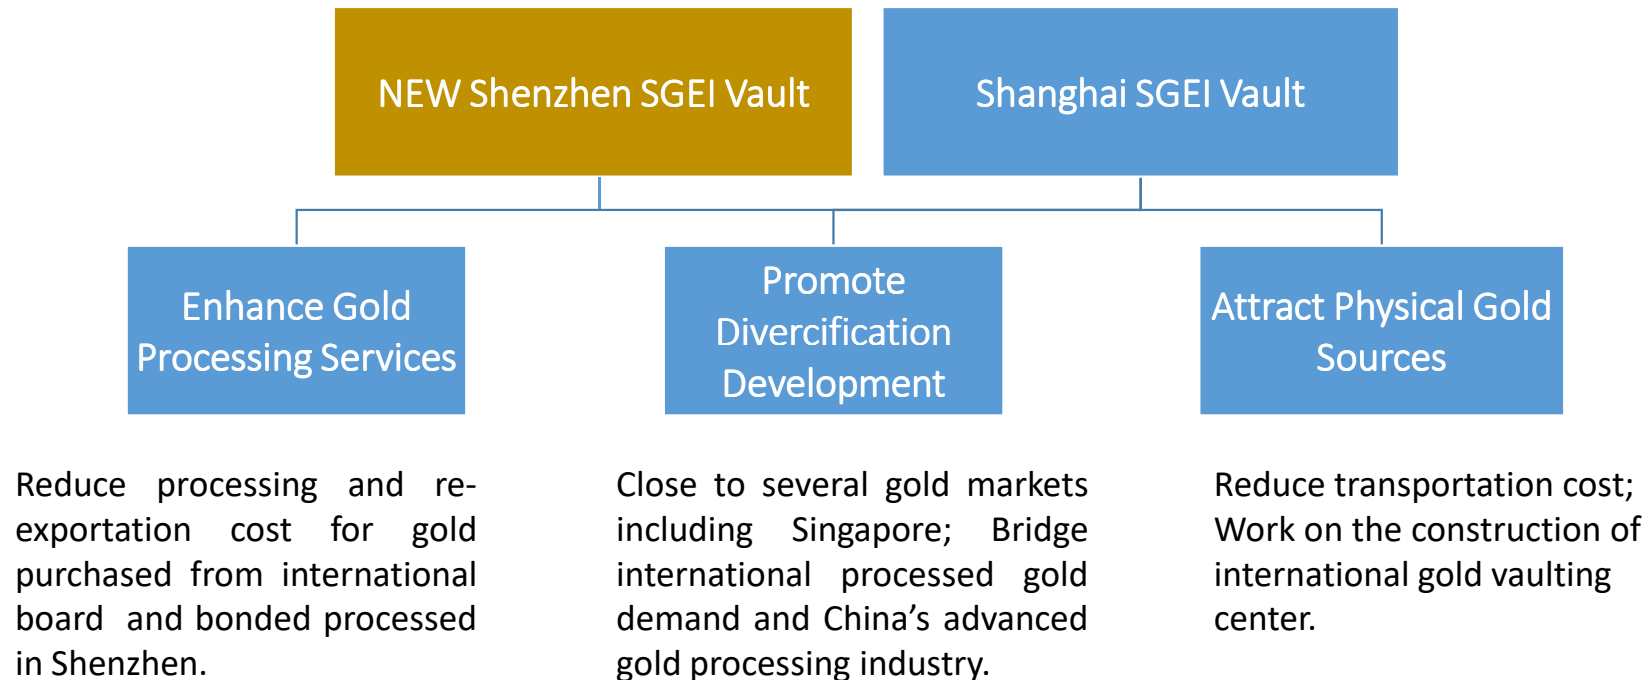 NEW Shenzhen SGEI Vault
Shanghai SGEI Vault
Enhance Gold
Processing Services
Promote
Divercification
Development
Attract Physical Gold
Sources
Reduce processing and re-
exportation cost for gold
purchased from international
board and bonded processed
in Shenzhen.
Close to several gold markets
including Singapore; Bridge
international processed gold
demand and China’s advanced
gold processing industry.
Reduce transportation cost;
Work on the construction of
international gold vaulting
center.